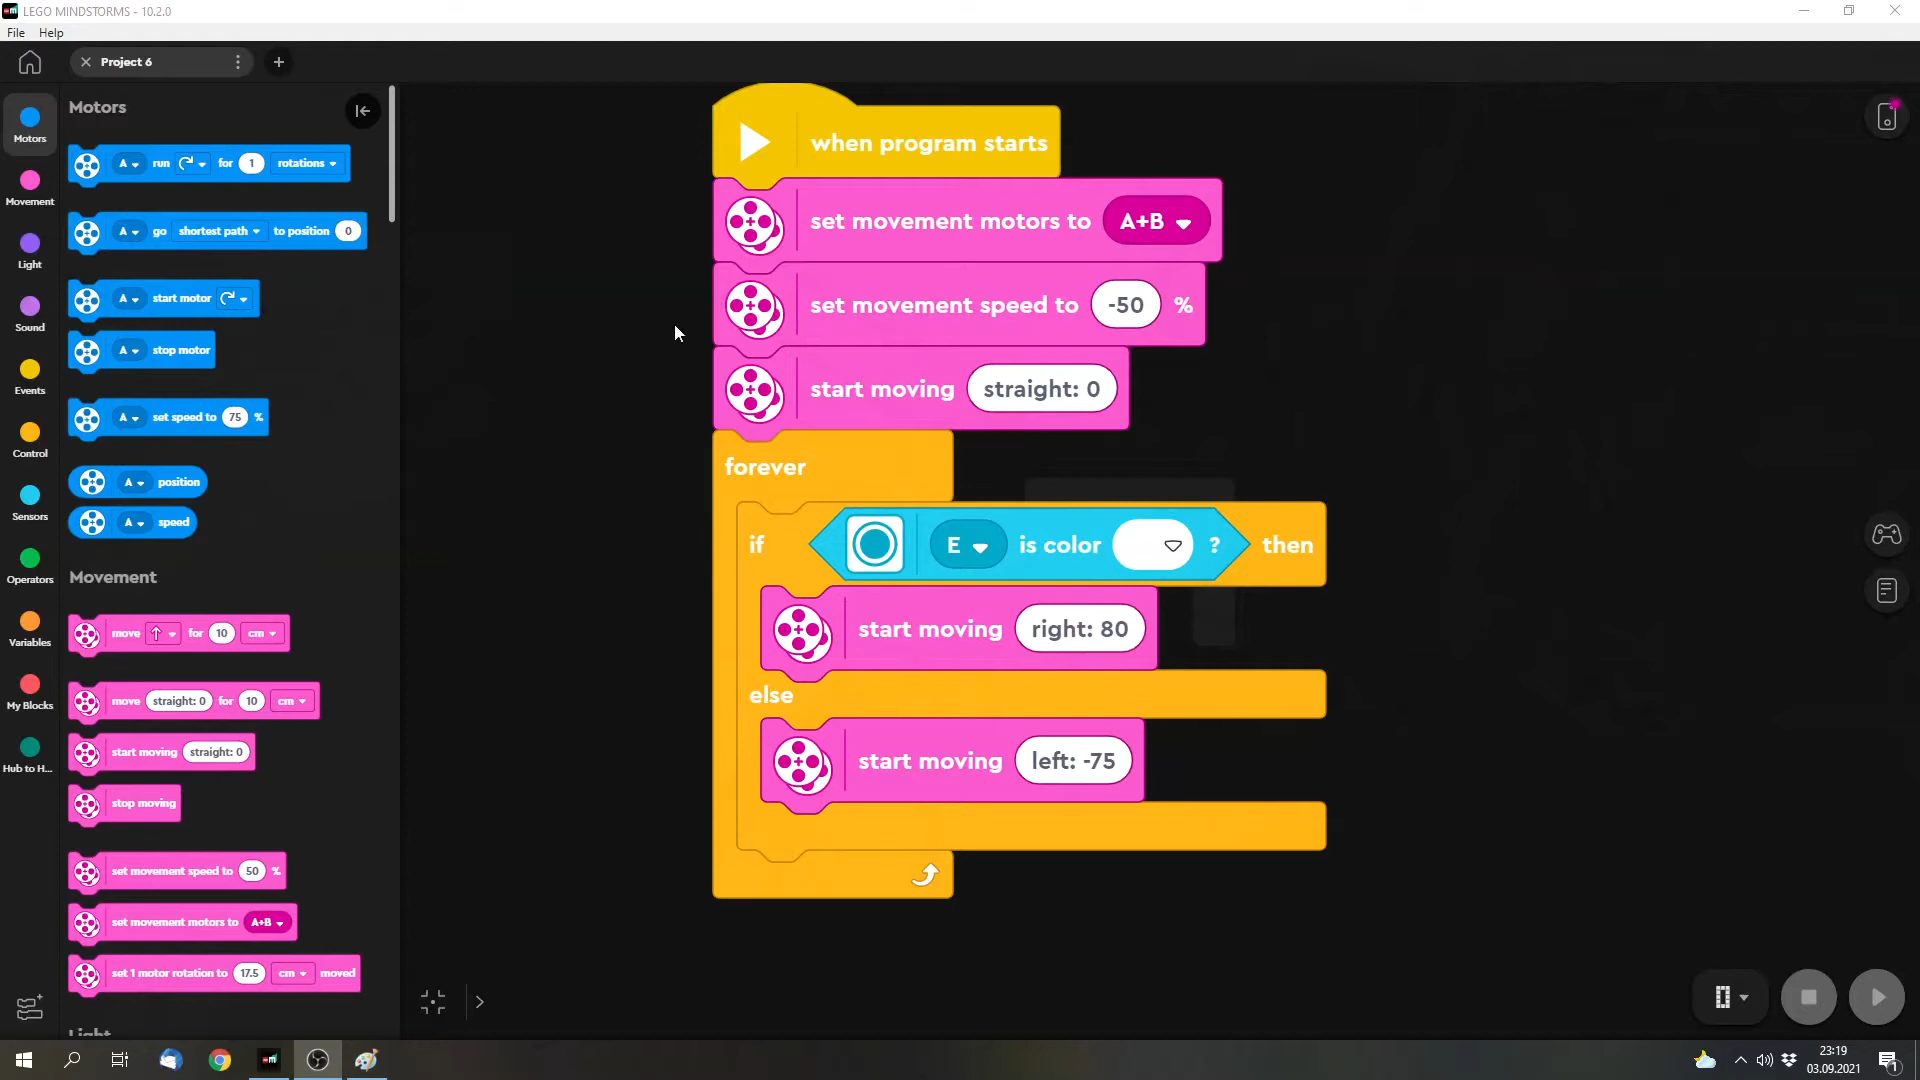 LEGO MINDSTORMS - 10.2.0
File Help
Project 6
Motors
Movement
Light
Sound
Events
Control
Sensors
Operators
Variables
My Blocks
Hub to H...
Motors
A run for 1 rotations
A go shortest path to position 0
A start motor
A stop motor
A set speed to 75 %
A position
A speed
Movement
move for 10 cm
move straight: 0 for 10 cm
start moving straight: 0
stop moving
set movement speed to 50 %
set movement motors to A+B
set 1 motor rotation to 17.5 cm moved
Light
when program starts
set movement motors to A+B
set movement speed to -50 %
start moving straight: 0
forever
if E is color ? then
start moving right: 80
else
start moving left: -75
23:19
03.09.2021
1